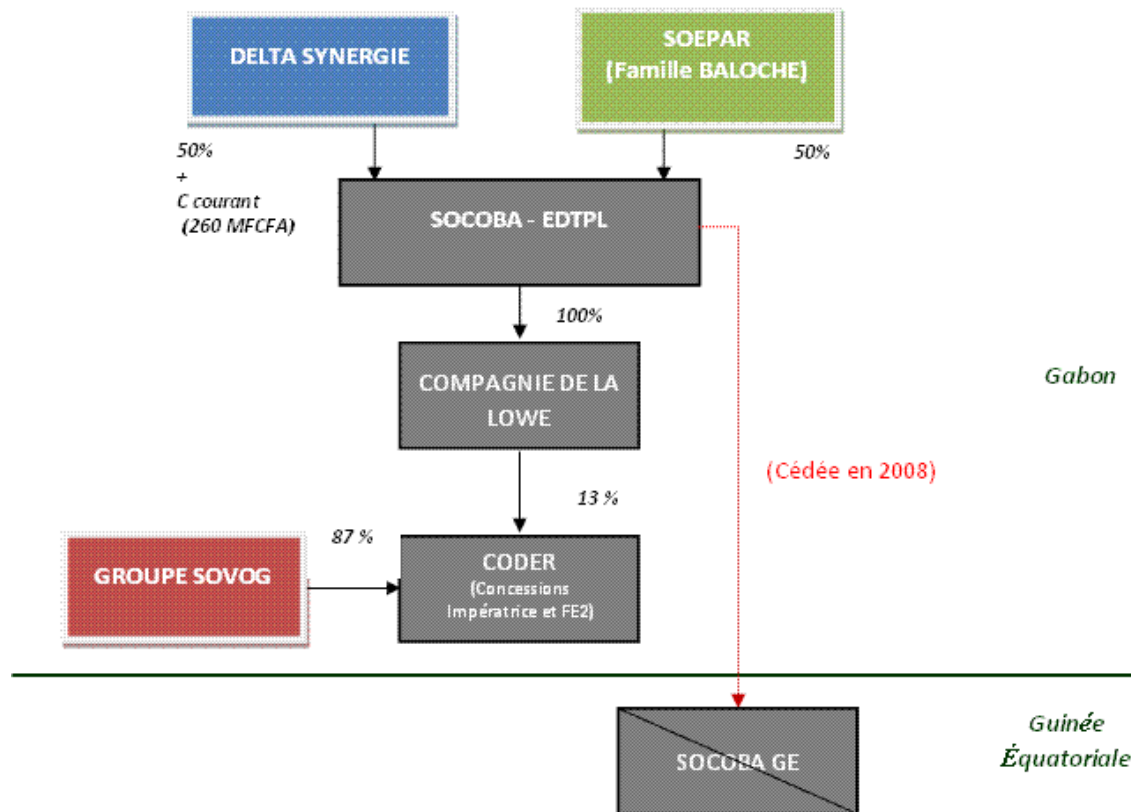 DELTA SYNERGIE
SOEPAR
(Famille BALOCHE)
50%
+
C courant
(260 MFCFA)
50%
SOCOBA - EDTPL
100%
COMPAGNIE DE LA
LOWE
Gabon
(Cédée en 2008)
13 %
87 %
GROUPE SOVOG
CODER
(Concessions
Impératrice et FE2)
SOCOBA GE
Guinée
Équatoriale